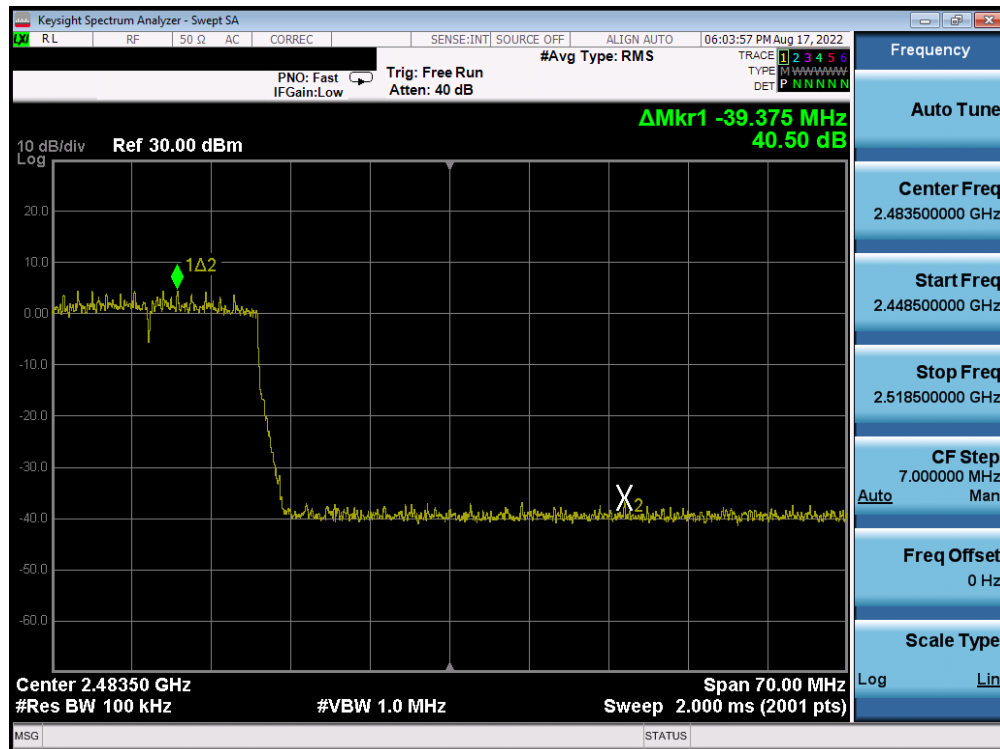 Keysight Spectrum Analyzer - Swept SA
LXI RL RF 50 Ω AC CORREC SENSE:INT SOURCE OFF ALIGN AUTO 06:03:57 PM Aug 17, 2022
PNO: Fast
IFGain:Low
Trig: Free Run
Atten: 40 dB
#Avg Type: RMS
TRACE 1 2 3 4 5 6
TYPE M W W W W W
DET P N N N N N
ΔMkr1 -39.375 MHz
40.50 dB
10 dB/div
Log
Ref 30.00 dBm
20.0
10.0
0.00
-10.0
-20.0
-30.0
-40.0
-50.0
-60.0
1Δ2
X2
Center 2.48350 GHz
#Res BW 100 kHz
#VBW 1.0 MHz
Span 70.00 MHz
Sweep 2.000 ms (2001 pts)
MSG
STATUS
Frequency
Auto Tune
Center Freq
2.483500000 GHz
Start Freq
2.448500000 GHz
Stop Freq
2.518500000 GHz
CF Step
7.000000 MHz
Auto Man
Freq Offset
0 Hz
Scale Type
Log Lin